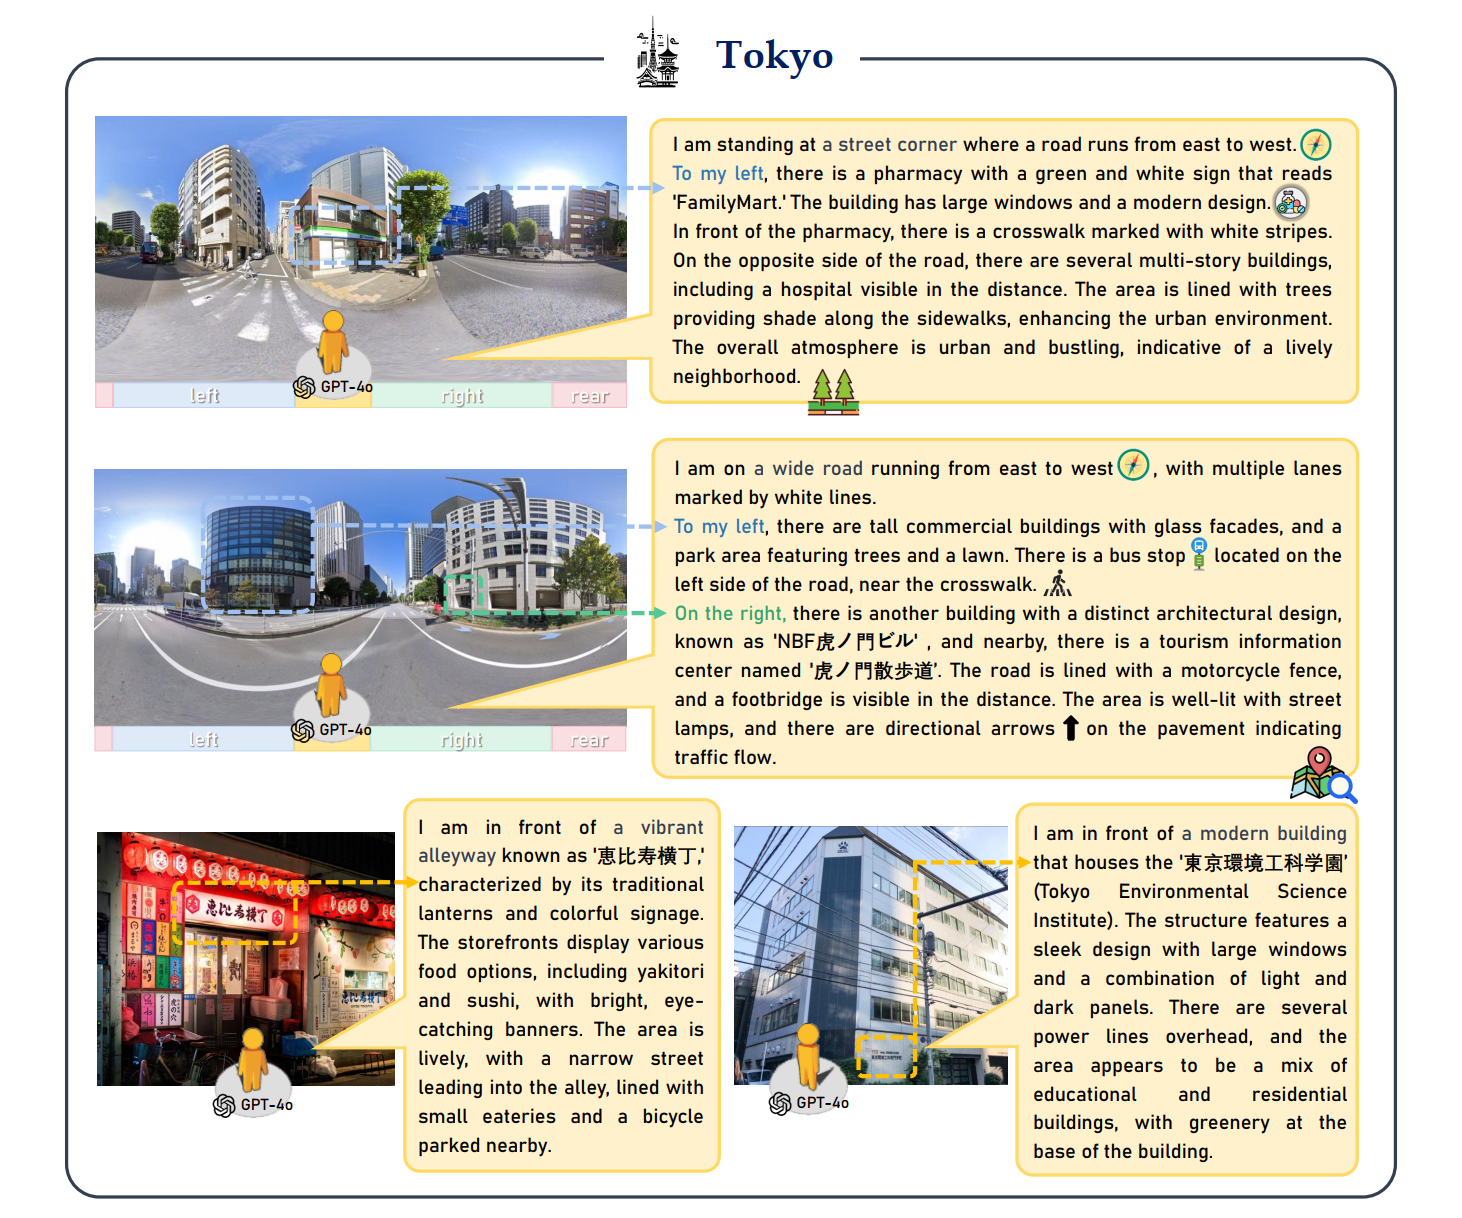 Tokyo
I am standing at a street corner where a road runs from east to west.
To my left, there is a pharmacy with a green and white sign that reads
'FamilyMart.' The building has large windows and a modern design.
In front of the pharmacy, there is a crosswalk marked with white stripes.
On the opposite side of the road, there are several multi-story buildings,
including a hospital visible in the distance. The area is lined with trees
providing shade along the sidewalks, enhancing the urban environment.
The overall atmosphere is urban and bustling, indicative of a lively
neighborhood.
GPT-4o
left
right
rear
I am on a wide road running from east to west, with multiple lanes
marked by white lines.
To my left, there are tall commercial buildings with glass facades, and a
park area featuring trees and a lawn. There is a bus stop located on the
left side of the road, near the crosswalk.
On the right, there is another building with a distinct architectural design,
known as 'NBF虎ノ門ビル' , and nearby, there is a tourism information
center named '虎ノ門散歩道'. The road is lined with a motorcycle fence,
and a footbridge is visible in the distance. The area is well-lit with street
lamps, and there are directional arrows on the pavement indicating
traffic flow.
GPT-4o
left
right
rear
I am in front of a vibrant
alleyway known as '恵比寿横丁,'
characterized by its traditional
lanterns and colorful signage.
The storefronts display various
food options, including yakitori
and sushi, with bright, eye-
catching banners. The area is
lively, with a narrow street
leading into the alley, lined with
small eateries and a bicycle
parked nearby.
恵比寿横丁
恵比寿横丁
GPT-4o
I am in front of a modern building
that houses the '東京環境工科学園'
(Tokyo Environmental Science
Institute). The structure features a
sleek design with large windows
and a combination of light and
dark panels. There are several
power lines overhead, and the
area appears to be a mix of
educational and residential
buildings, with greenery at the
base of the building.
GPT-4o